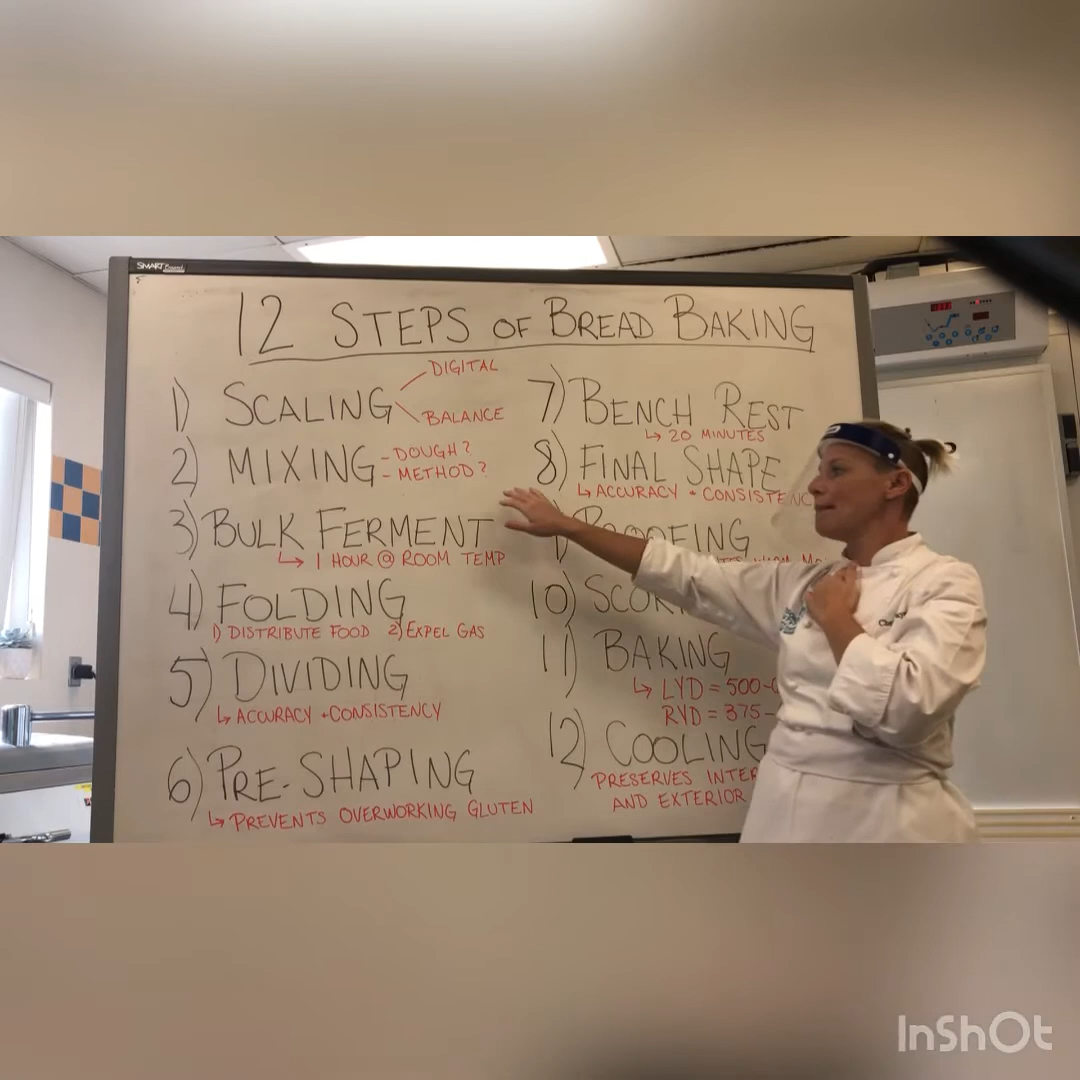 SMART Board
12 STEPS OF BREAD BAKING
1) SCALING
DIGITAL
BALANCE
2) MIXING
- DOUGH?
- METHOD?
3) BULK FERMENT
↳ 1 HOUR @ ROOM TEMP
4) FOLDING
1) DISTRIBUTE FOOD 2) EXPEL GAS
5) DIVIDING
↳ ACCURACY + CONSISTENCY
6) PRE-SHAPING
↳ PREVENTS OVERWORKING GLUTEN
7) BENCH REST
↳ 20 MINUTES
8) FINAL SHAPE
↳ ACCURACY + CONSISTENC
PROOFING
10) SCOR
11) BAKING
↳ LYD = 500-
RYD = 375-
12) COOLING
PRESERVES INTER
AND EXTERIOR
InShOt